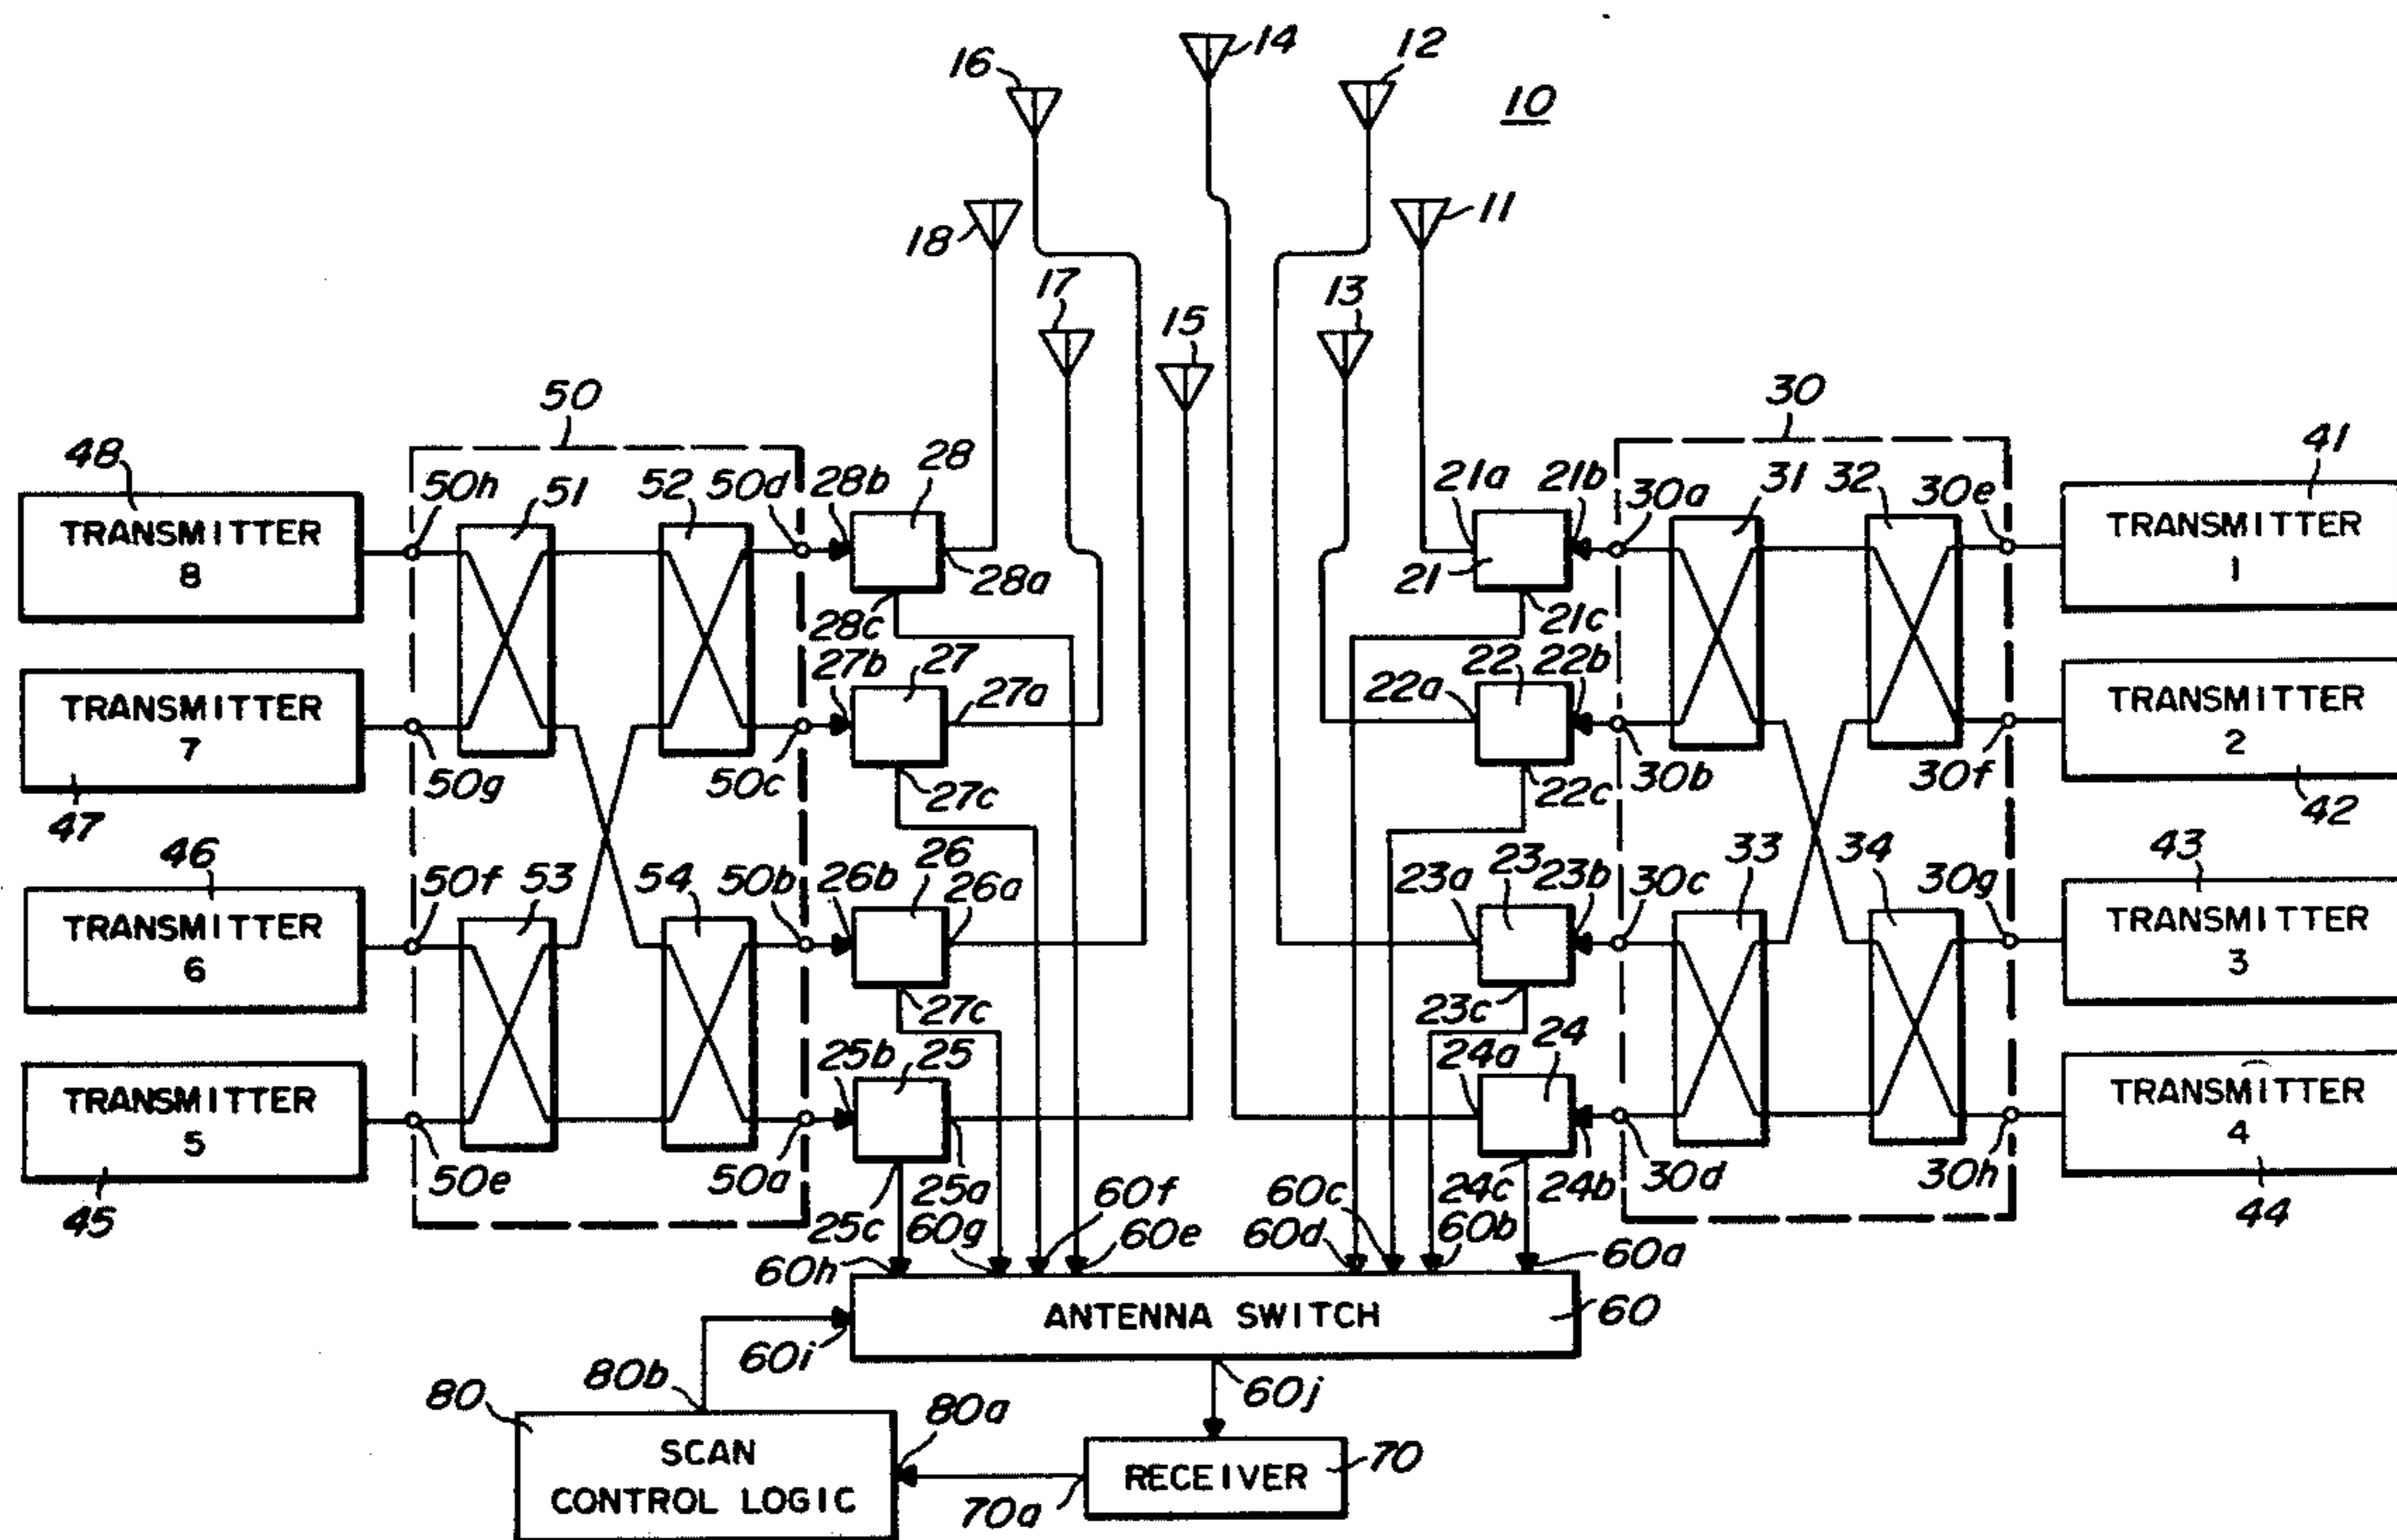 14
12
16
10
11
18
17
13
15
50
30
48
41
50h
51
52
50d
28b
28
21a
21b
30a
31
32
30e
TRANSMITTER
8
TRANSMITTER
1
28a
21
28c
21c
27b
27
22
22b
27a
22a
TRANSMITTER
7
TRANSMITTER
2
50g
50c
27c
22c
30b
30f
47
42
46
26
33
34
43
50f
53
54
50b
26b
26a
23a
23
23b
30c
30g
TRANSMITTER
6
TRANSMITTER
3
27c
23c
25b
25
24a
24
TRANSMITTER
5
TRANSMITTER
4
50e
50a
25a
60f
60c
24c
24b
30d
30h
45
25c
60g
60e
60d
60b
44
60h
60a
ANTENNA SWITCH
60
60i
80b
60j
80
80a
SCAN
CONTROL LOGIC
RECEIVER
70
70a